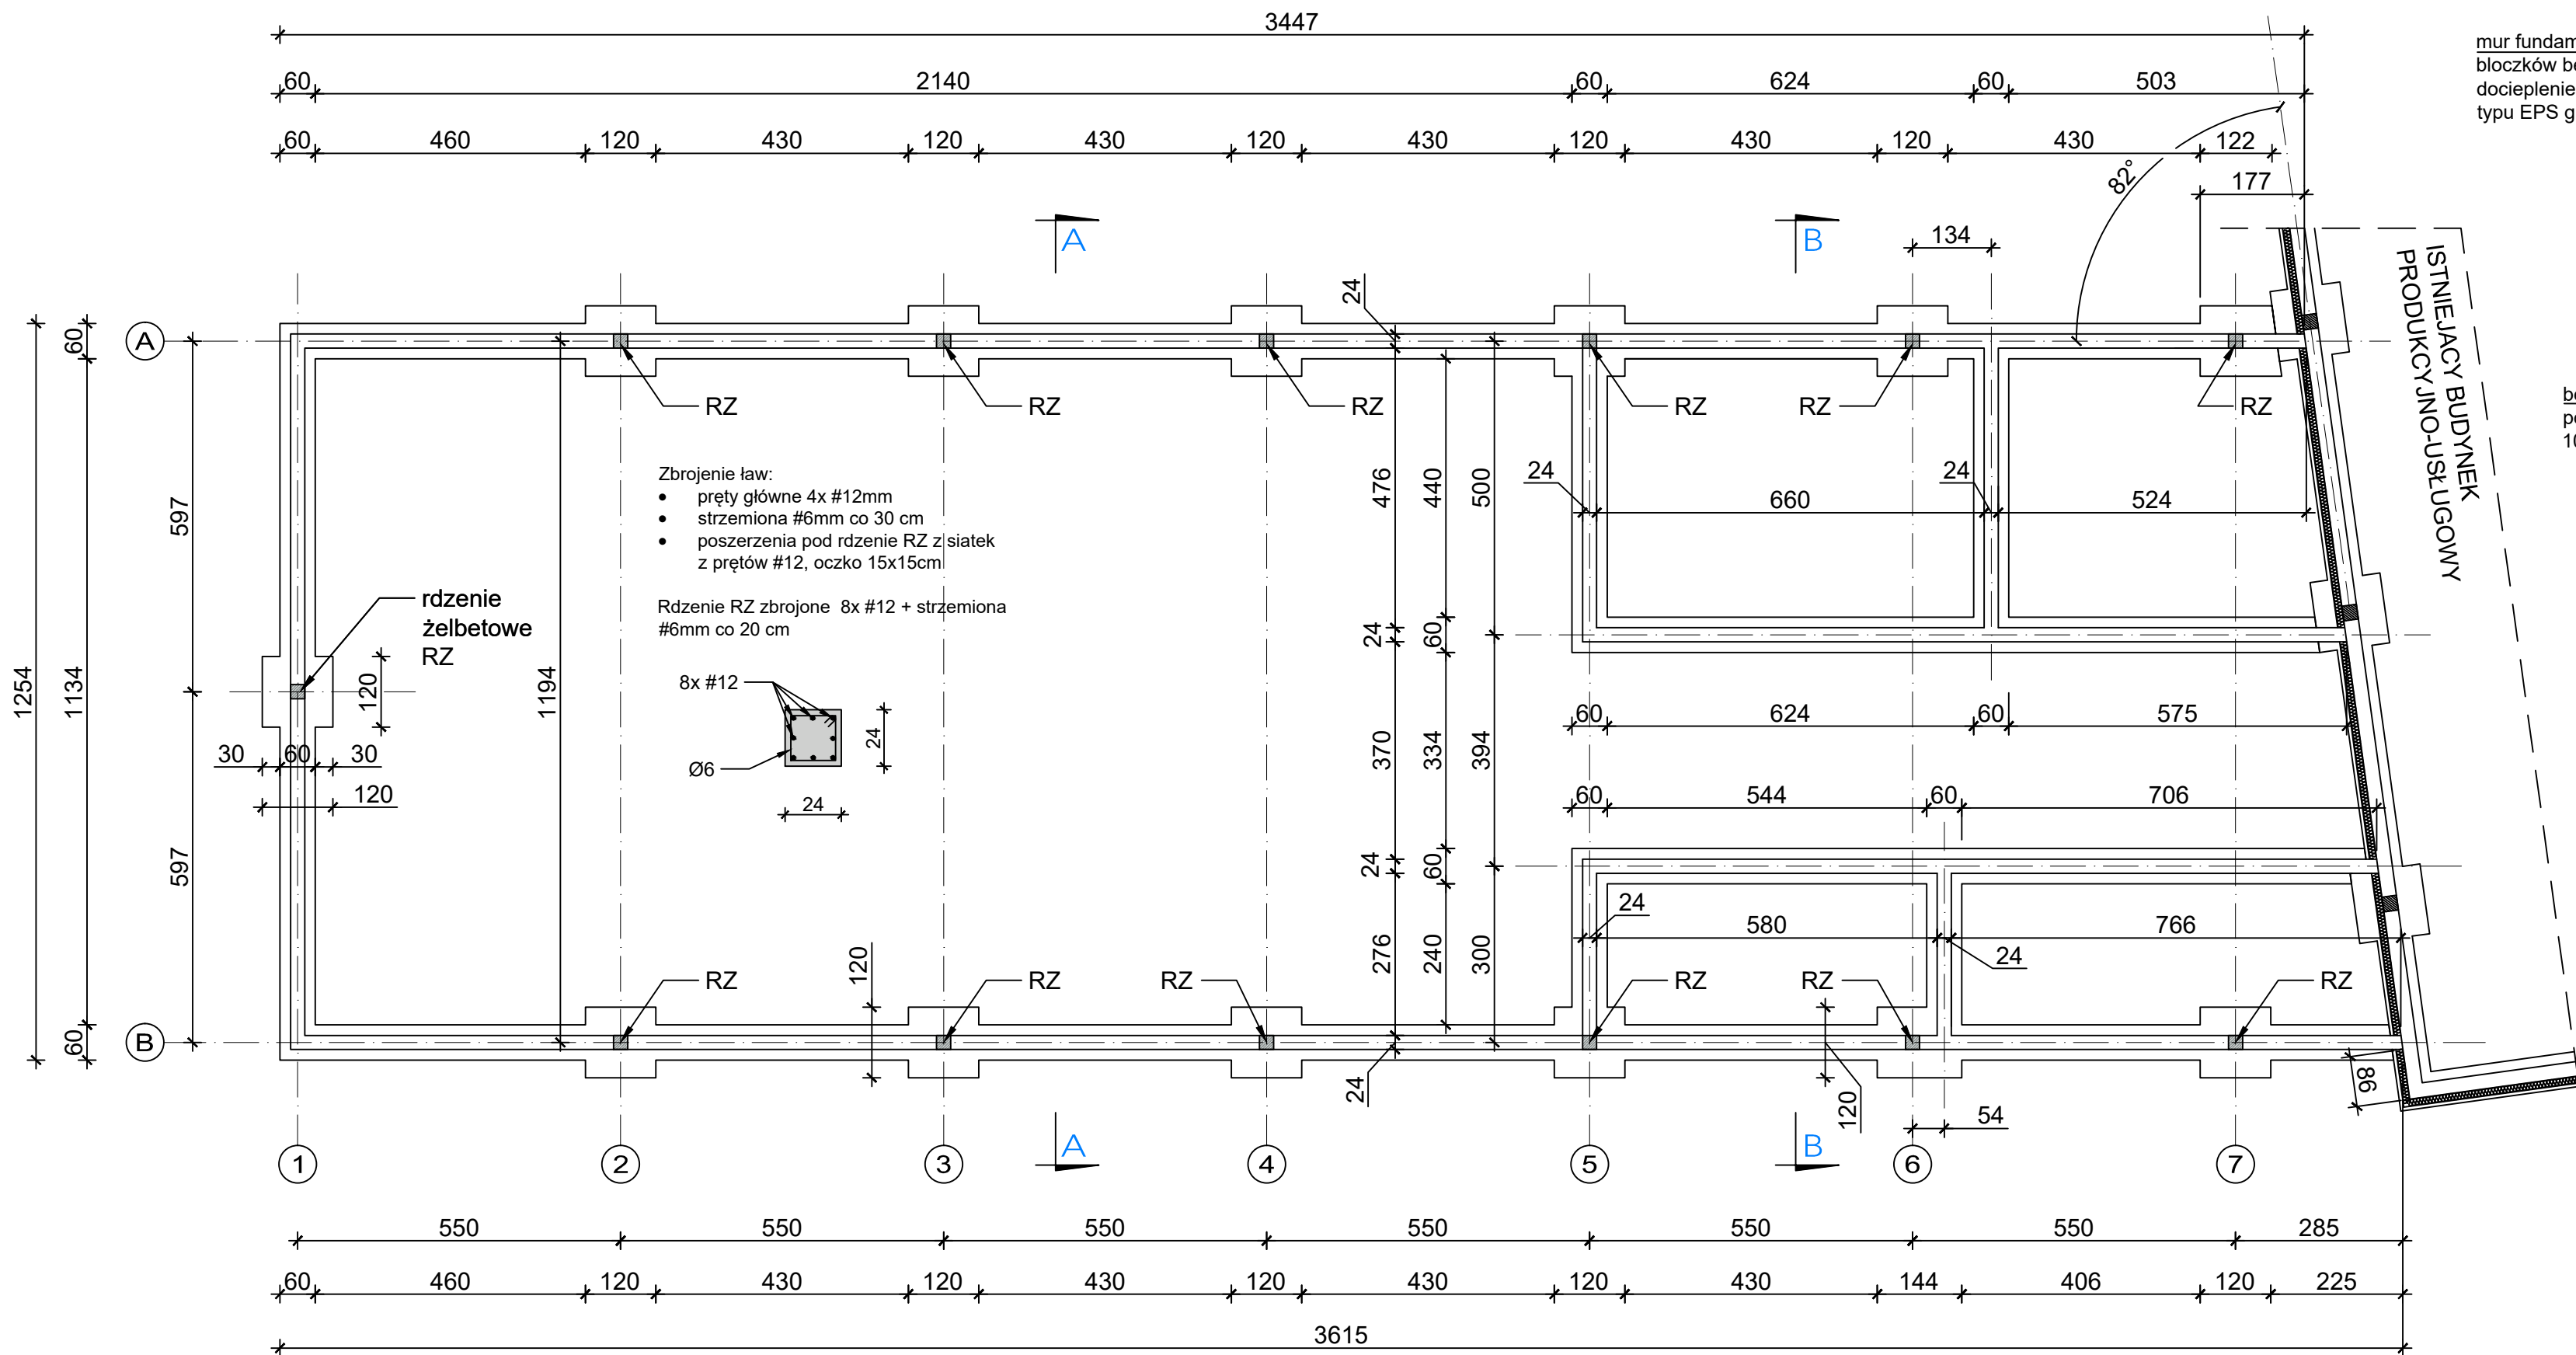 3447
60 2140 60 624 60 503
60 460 120 430 120 430 120 430 120 430 120 430 122
177
82°
134
A B
mur
bloczków
docieplenie
typu EPS
10
ISTNIEJACY BUDYNEK
PRODUKCYJNO-USŁUGOWY
A
24
60
RZ RZ RZ RZ RZ RZ
Zbrojenie ław:
• pręty główne 4x #12mm
• strzemiona #6mm co 30 cm
• poszerzenia pod rdzenie RZ z siatek
z prętów #12, oczko 15x15cm
Rdzenie RZ zbrojone 8x #12 + strzemiona
#6mm co 20 cm
8x #12
Ø6
24
24
rdzenie
żelbetowe
RZ
120
30 60 30
120
1254
1134
60
597
597
1194
476 440 500
24 60
370 334 394
24 60
276 240 300
24
24 24
660 524
60 624 60 575
60 544 60 706
24
580 766
24
120
RZ RZ RZ RZ RZ RZ
B
120
86
54
A B
1 2 3 4 5 6 7
550 550 550 550 550 550 285
60 460 120 430 120 430 120 430 120 430 144 406 120 225
3615